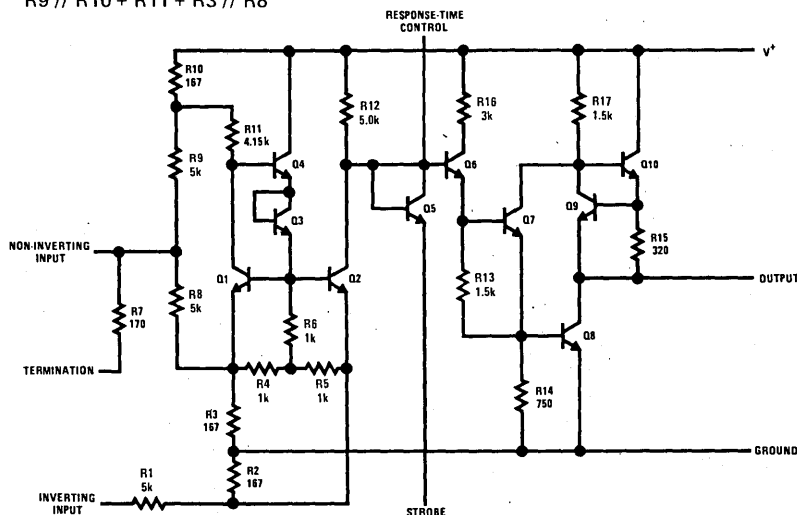 R9 // R10 + R11 + R3 // R8
RESPONSE-TIME
CONTROL
V+
R10
167
R12
5.0k
R16
3k
R17
1.5k
R11
4.15k
Q4
R9
5k
Q6
Q10
Q3
Q5
Q7
Q9
NON-INVERTING
INPUT
R15
320
Q1
Q2
R13
1.5k
OUTPUT
R7
170
R8
5k
R6
1k
Q8
TERMINATION
R4
1k
R5
1k
R14
750
R3
167
GROUND
R1
5k
R2
167
INVERTING
INPUT
STROBE